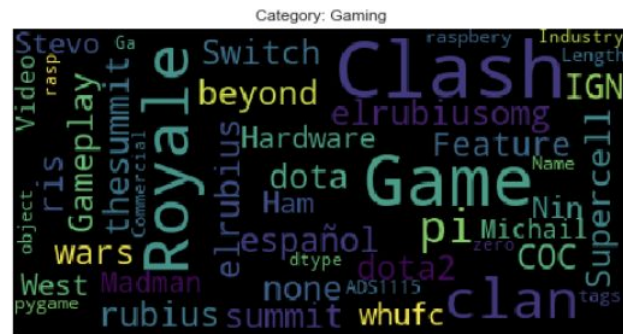 Category: Gaming
Stevo
Ga
Switch
Clash
raspbery
Industry
Length
IGN
Video
rasp
beyond
elrubiusomg
Royale
thesummit
Gameplay
Commercial
Hardware
Feature
Supercell
ris
elrubius
dota
Game
Name
object
Ham
Nin
español
pi
Michail
wars
zero
COC
dtype
dota2
West
Madman
none
ADS1115
clan
tags
pygame
rubius
summit
whufc